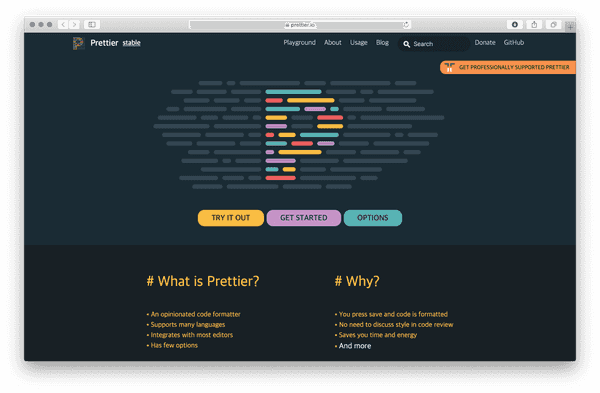 prettier.io
Prettier stable
Playground About Usage Blog Search Donate GitHub
GET PROFESSIONALLY SUPPORTED PRETTIER
TRY IT OUT GET STARTED OPTIONS
# What is Prettier?
• An opinionated code formatter
• Supports many languages
• Integrates with most editors
• Has few options
# Why?
• You press save and code is formatted
• No need to discuss style in code review
• Saves you time and energy
• And more